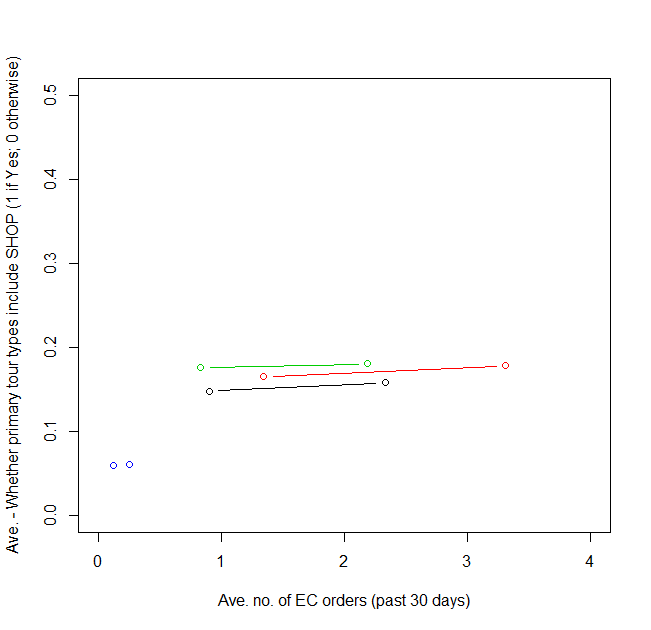 Ave. - Whether primary tour types include SHOP (1 if Yes; 0 otherwise)
0.5
0.4
0.3
0.2
0.1
0.0
0 1 2 3 4
Ave. no. of EC orders (past 30 days)